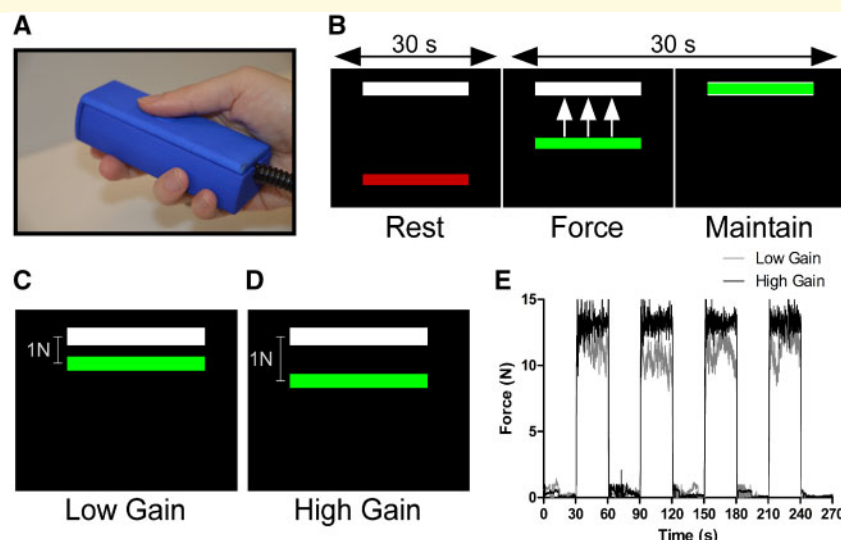 A
B
30 s
30 s
Rest
Force
Maintain
C
D
E
Low Gain
High Gain
1N
Low Gain
1N
High Gain
15
10
5
0
Force (N)
0 30 60 90 120 150 180 210 240 270
Time (s)